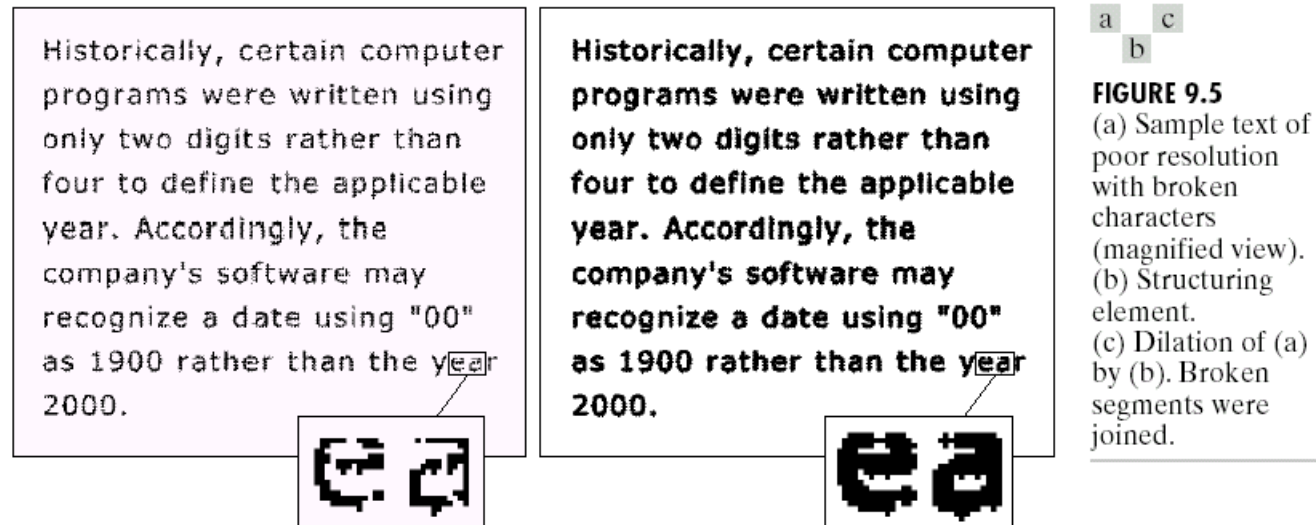 Historically, certain computer
programs were written using
only two digits rather than
four to define the applicable
year. Accordingly, the
company's software may
recognize a date using "00"
as 1900 rather than the year
2000.
e a
Historically, certain computer
programs were written using
only two digits rather than
four to define the applicable
year. Accordingly, the
company's software may
recognize a date using "00"
as 1900 rather than the year
2000.
e a
a c
b
FIGURE 9.5
(a) Sample text of
poor resolution
with broken
characters
(magnified view).
(b) Structuring
element.
(c) Dilation of (a)
by (b). Broken
segments were
joined.